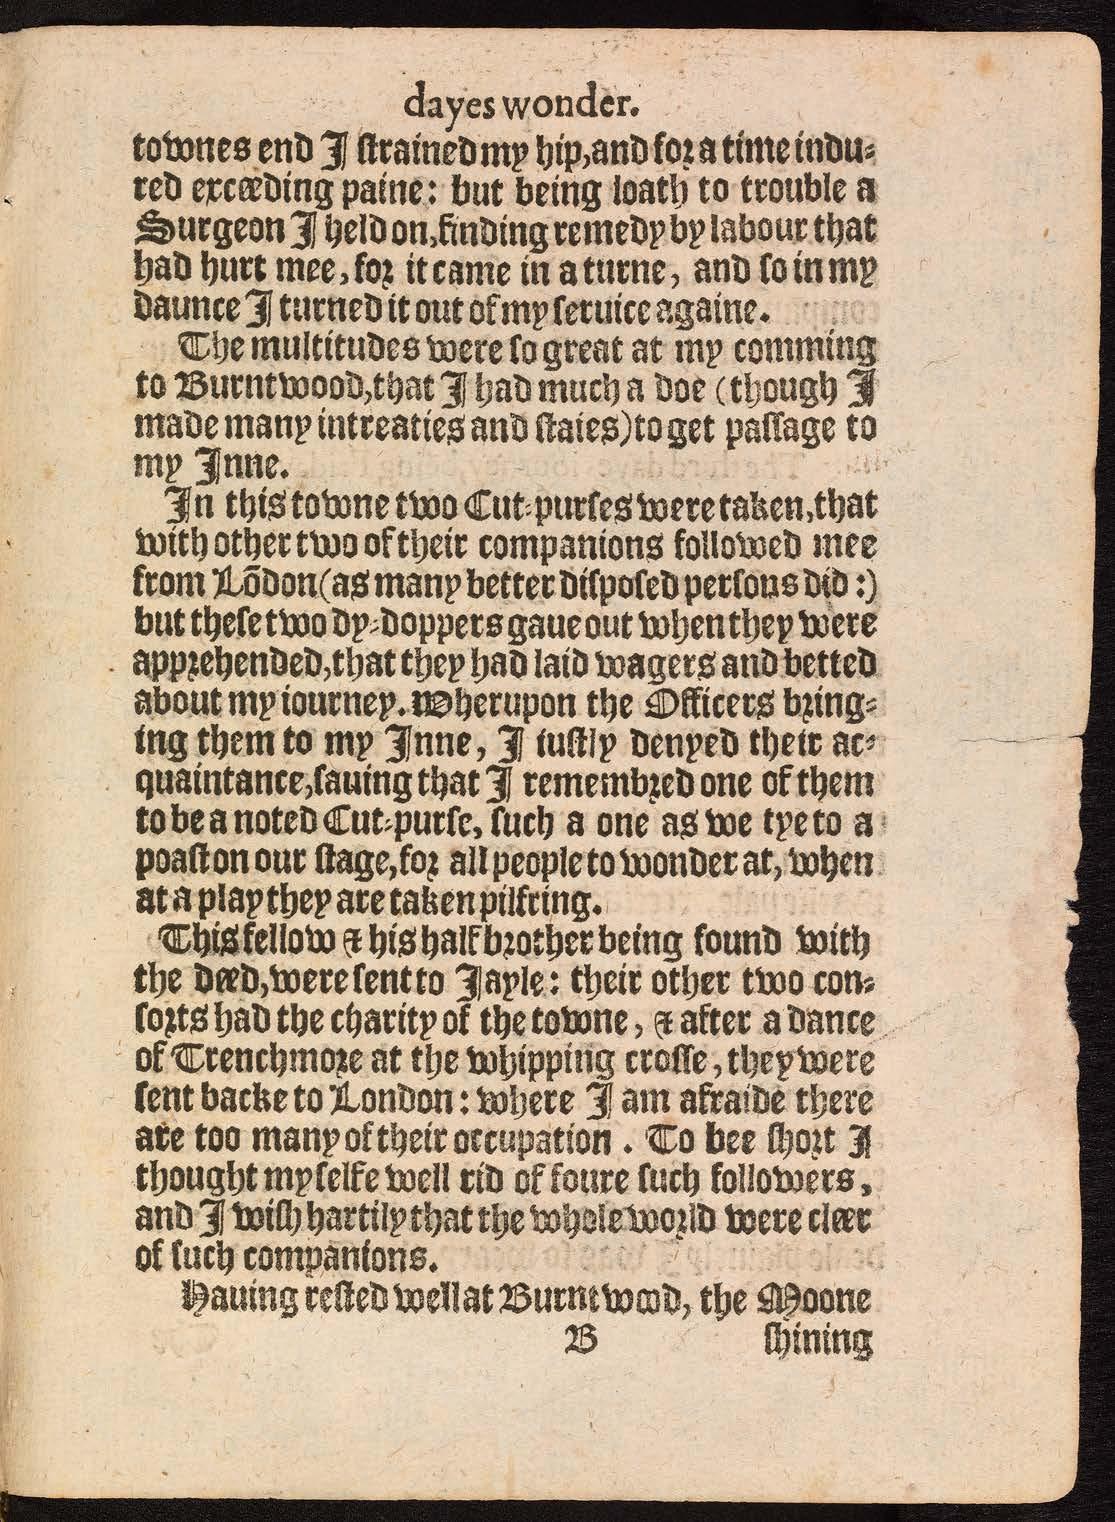 dayes wonder.
townes end I ſtrained my hip, and for a time indu-
red exceeding paine: but being loath to trouble a
Surgeon I held on, finding remedy by labour that
had hurt mee, for it came in a turne, and ſo in my
daunce I turned it out of my ſeruice againe.
The multitudes were ſo great at my comming
to Burntwood, that I had much a doe (though I
made many intreaties and ſtaies) to get paſſage to
my Inne.
In this towne two Cut-purſes were taken, that
with other two of their companions followed mee
from Lõdon (as many better diſpoſed perſons did:)
but theſe two dy-doppers gaue out when they were
apprehended, that they had laid wagers and betted
about my iourney. Wherupon the Officers bring-
ing them to my Inne, I iuſtly denyed their ac-
quaintance, ſauing that I remembred one of them
to be a noted Cut-purſe, ſuch a one as we tye to a
poaſt on our ſtage, for all people to wonder at, when
at a play they are taken pilfring.
This fellow & his half brother being found with
the deed, were ſent to Jayle: their other two con-
ſorts had the charity of the towne, & after a dance
of Trenchmore at the whipping croſſe, they were
ſent backe to London: where I am afraide there
are too many of their occupation. To bee ſhort I
thought my ſelfe well rid of foure ſuch followers,
and I wiſh hartily that the whole world were cleer
of ſuch companions.
Hauing reſted well at Burntwood, the Moone
B ſhining